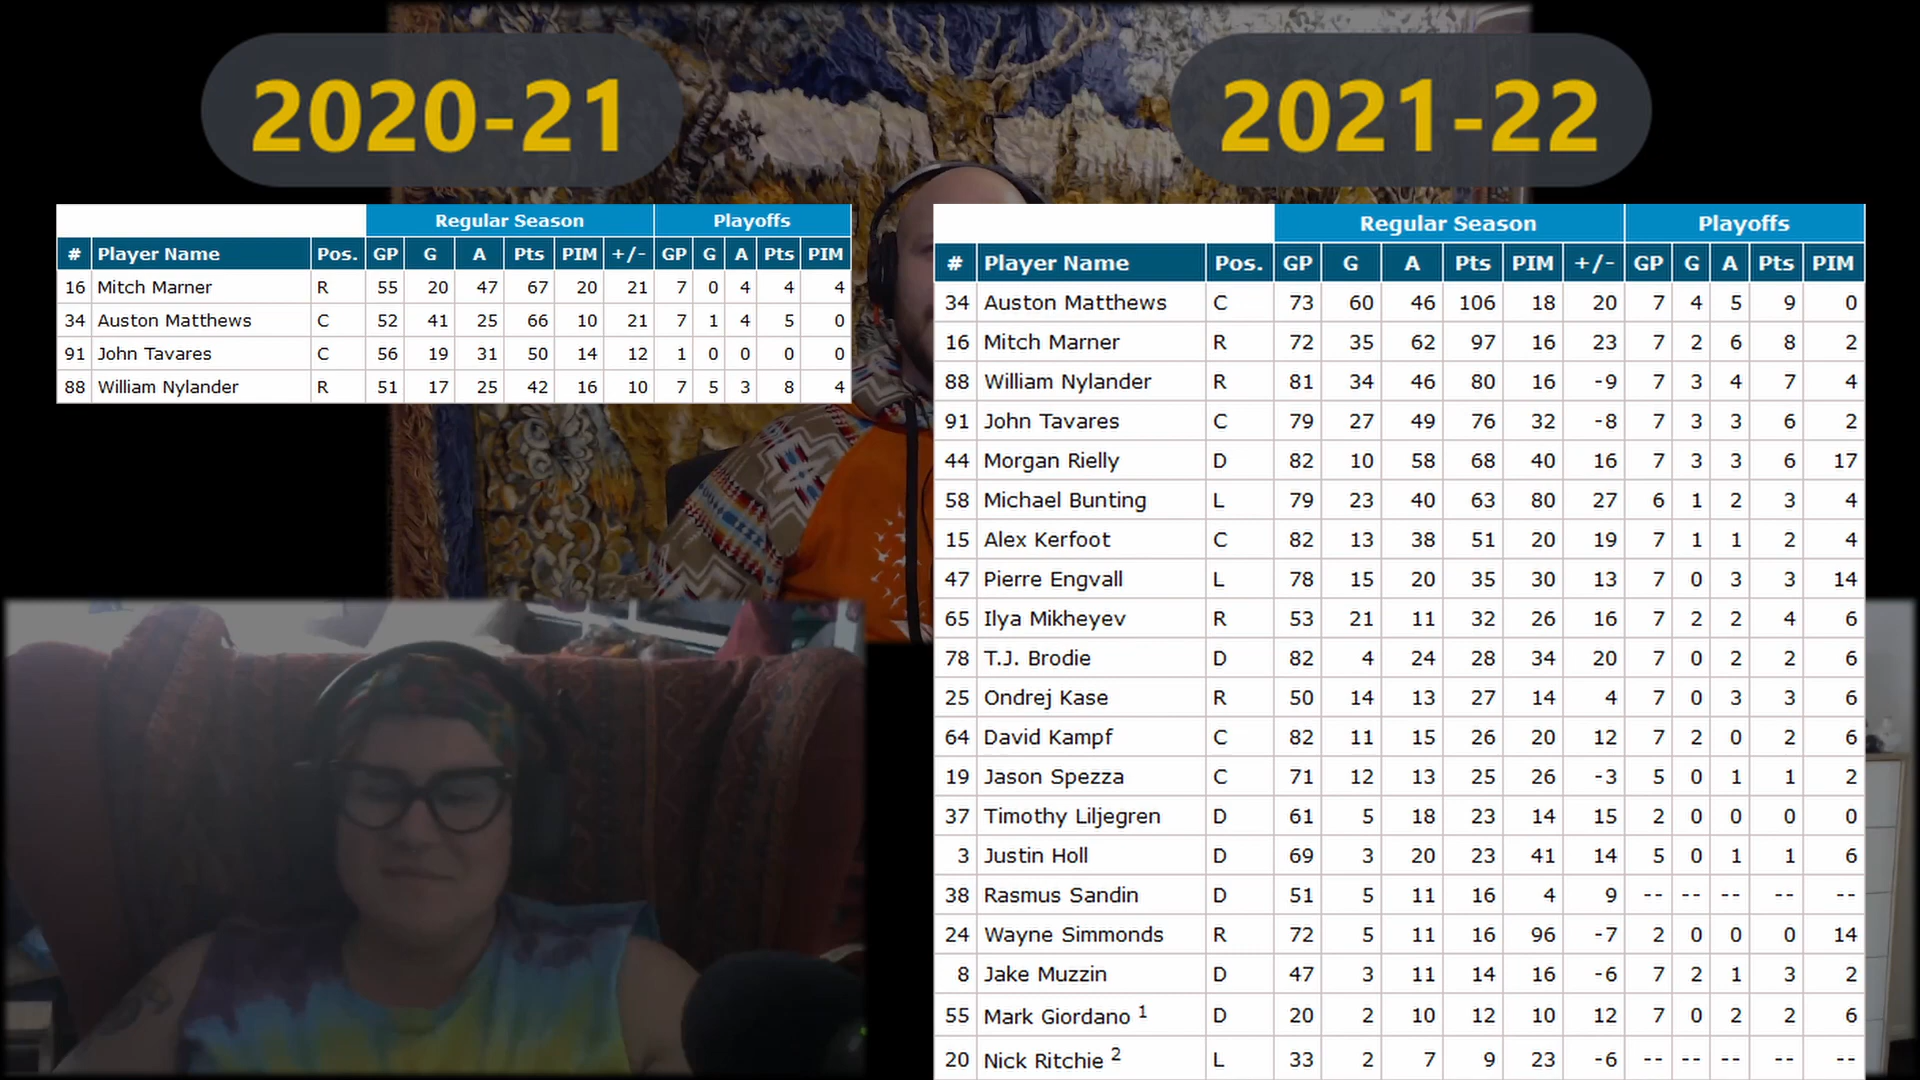 2020-21
Regular Season Playoffs
# Player Name Pos. GP G A Pts PIM +/- GP G A Pts PIM
16 Mitch Marner R 55 20 47 67 20 21 7 0 4 4 4
34 Auston Matthews C 52 41 25 66 10 21 7 1 4 5 0
91 John Tavares C 56 19 31 50 14 12 1 0 0 0 0
88 William Nylander R 51 17 25 42 16 10 7 5 3 8 4
2021-22
Regular Season Playoffs
# Player Name Pos. GP G A Pts PIM +/- GP G A Pts PIM
34 Auston Matthews C 73 60 46 106 18 20 7 4 5 9 0
16 Mitch Marner R 72 35 62 97 16 23 7 2 6 8 2
88 William Nylander R 81 34 46 80 16 -9 7 3 4 7 4
91 John Tavares C 79 27 49 76 32 -8 7 3 3 6 2
44 Morgan Rielly D 82 10 58 68 40 16 7 3 3 6 17
58 Michael Bunting L 79 23 40 63 80 27 6 1 2 3 4
15 Alex Kerfoot C 82 13 38 51 20 19 7 1 1 2 4
47 Pierre Engvall L 78 15 20 35 30 13 7 0 3 3 14
65 Ilya Mikheyev R 53 21 11 32 26 16 7 2 2 4 6
78 T.J. Brodie D 82 4 24 28 34 20 7 0 2 2 6
25 Ondrej Kase R 50 14 13 27 14 4 7 0 3 3 6
64 David Kampf C 82 11 15 26 20 12 7 2 0 2 6
19 Jason Spezza C 71 12 13 25 26 -3 5 0 1 1 2
37 Timothy Liljegren D 61 5 18 23 14 15 2 0 0 0 0
3 Justin Holl D 69 3 20 23 41 14 5 0 1 1 6
38 Rasmus Sandin D 51 5 11 16 4 9 -- -- -- -- --
24 Wayne Simmonds R 72 5 11 16 96 -7 2 0 0 0 14
8 Jake Muzzin D 47 3 11 14 16 -6 7 2 1 3 2
55 Mark Giordano 1 D 20 2 10 12 10 12 7 0 2 2 6
20 Nick Ritchie 2 L 33 2 7 9 23 -6 -- -- -- -- --